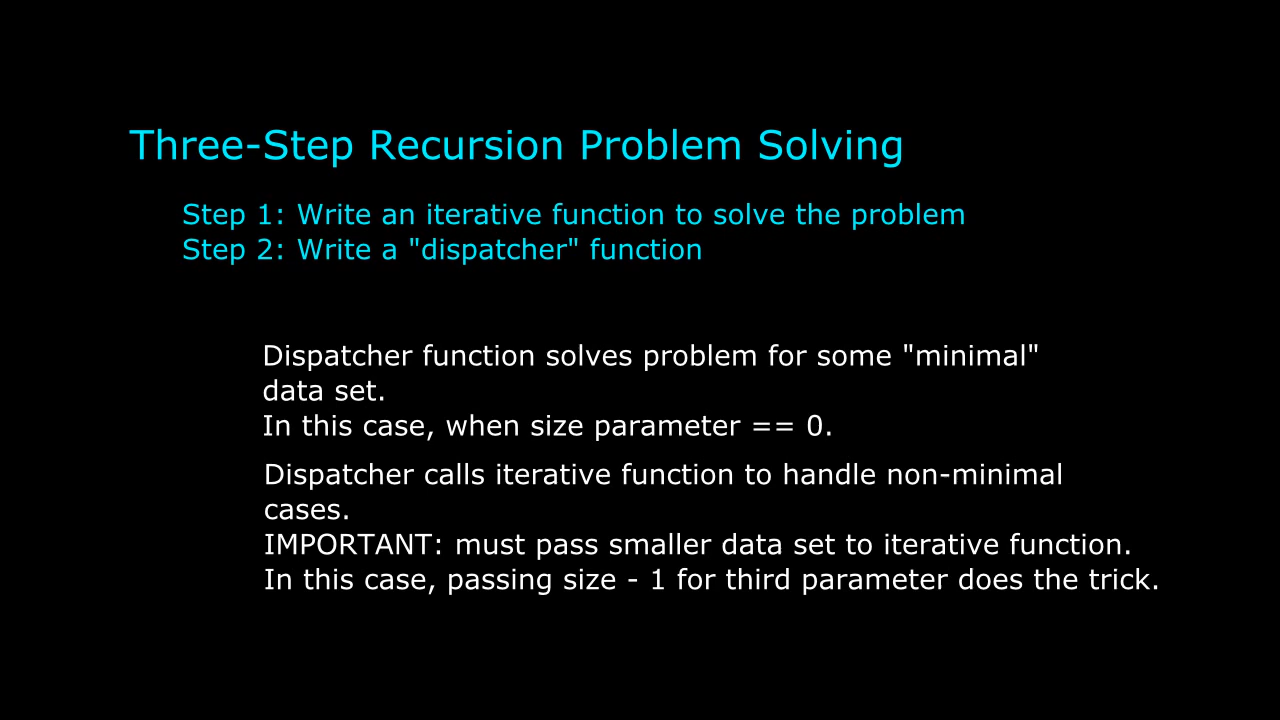 Three-Step Recursion Problem Solving
Step 1: Write an iterative function to solve the problem
Step 2: Write a "dispatcher" function
Dispatcher function solves problem for some "minimal"
data set.
In this case, when size parameter == 0.
Dispatcher calls iterative function to handle non-minimal
cases.
IMPORTANT: must pass smaller data set to iterative function.
In this case, passing size - 1 for third parameter does the trick.